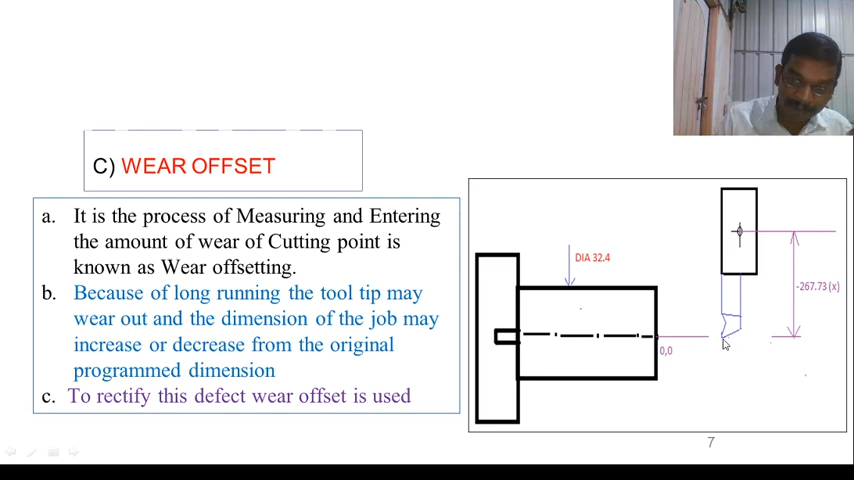 C) WEAR OFFSET
a. It is the process of Measuring and Entering
the amount of wear of Cutting point is
known as Wear offsetting.
b. Because of long running the tool tip may
wear out and the dimension of the job may
increase or decrease from the original
programmed dimension
c. To rectify this defect wear offset is used
DIA 32.4
-267.73 (x)
0,0
7